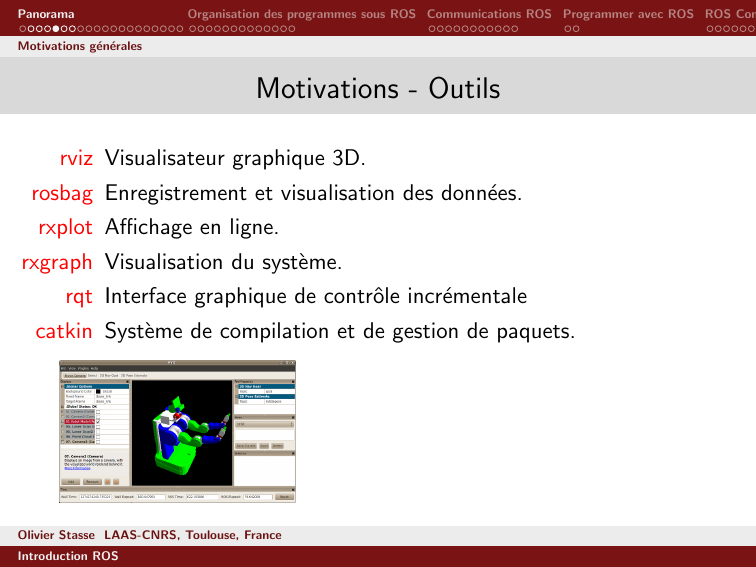 Panorama Organisation des programmes sous ROS Communications ROS Programmer avec ROS ROS Con
Motivations générales
Motivations - Outils
rviz Visualisateur graphique 3D.
rosbag Enregistrement et visualisation des données.
rxplot Affichage en ligne.
rxgraph Visualisation du système.
rqt Interface graphique de contrôle incrémentale
catkin Système de compilation et de gestion de paquets.
Olivier Stasse LAAS-CNRS, Toulouse, France
Introduction ROS